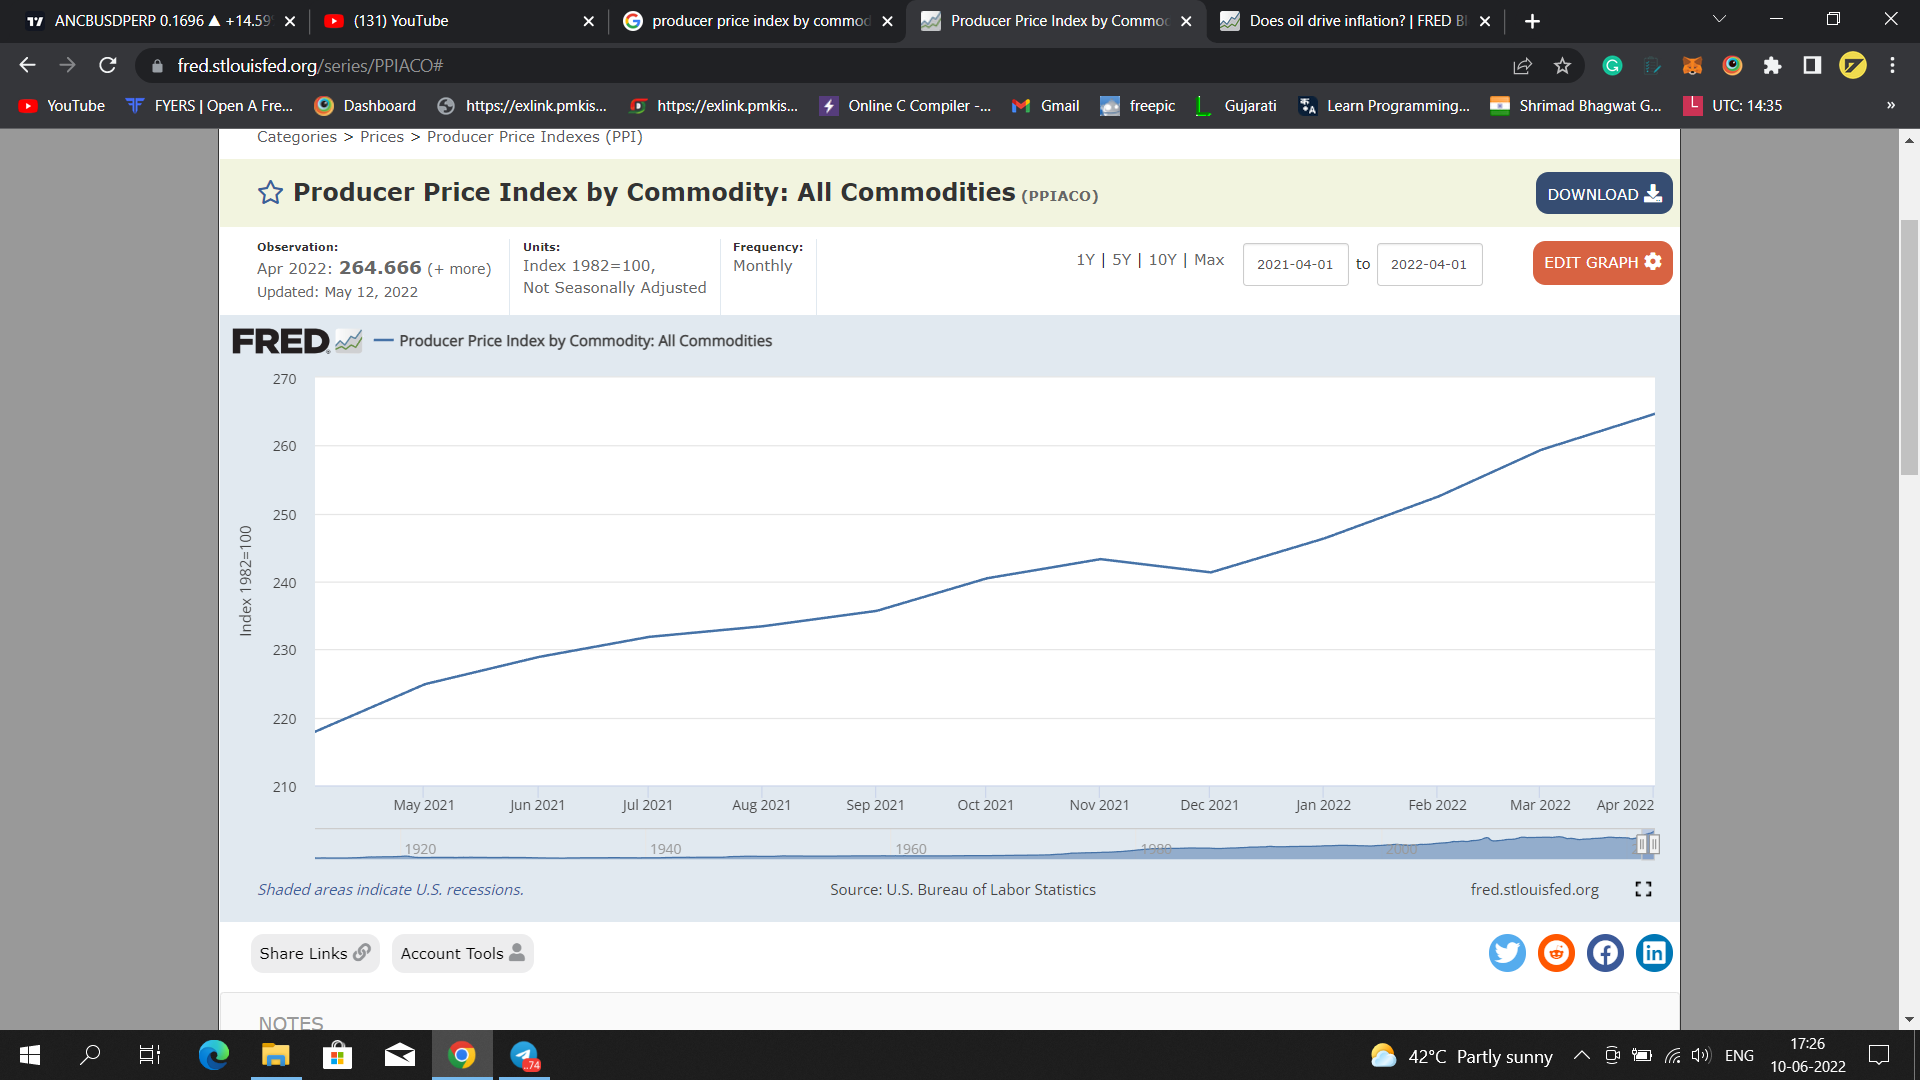 ANCBUSDPERP 0.1696 ▲ +14.59
(131) YouTube
producer price index by commod
Producer Price Index by Commo
Does oil drive inflation? | FRED B
fred.stlouisfed.org/series/PPIACO#
YouTube
FYERS | Open A Fre...
Dashboard
https://exlink.pmkis...
https://exlink.pmkis...
Online C Compiler -...
Gmail
freepic
Gujarati
Learn Programming...
Shrimad Bhagwat G...
UTC: 14:35
»
Categories > Prices > Producer Price Indexes (PPI)
Producer Price Index by Commodity: All Commodities (PPIACO)
DOWNLOAD
Observation:
Apr 2022: 264.666 (+ more)
Updated: May 12, 2022
Units:
Index 1982=100,
Not Seasonally Adjusted
Frequency:
Monthly
1Y | 5Y | 10Y | Max
2021-04-01 to 2022-04-01
EDIT GRAPH
FRED
Producer Price Index by Commodity: All Commodities
270
260
250
240
230
220
210
Index 1982=100
May 2021 Jun 2021 Jul 2021 Aug 2021 Sep 2021 Oct 2021 Nov 2021 Dec 2021 Jan 2022 Feb 2022 Mar 2022 Apr 2022
1920 1940 1960 1980 2000
Shaded areas indicate U.S. recessions.
Source: U.S. Bureau of Labor Statistics
fred.stlouisfed.org
Share Links
Account Tools
in
NOTES
..74
42°C Partly sunny
ENG
17:26
10-06-2022